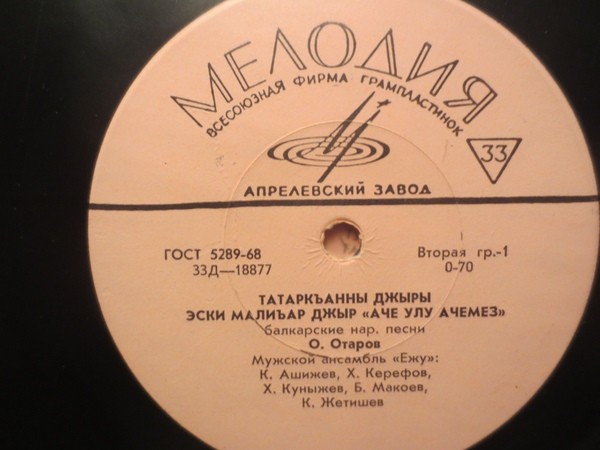 МЕЛОДИЯ
ВСЕСОЮЗНАЯ ФИРМА ГРАМПЛАСТИНОК
33
АПРЕЛЕВСКИЙ ЗАВОД
ГОСТ 5289-68
33Д—18877
Вторая гр.-1
0-70
ТАТАРКЪАННЫ ДЖЫРЫ
ЭСКИ МАЛИЪАР ДЖЫР «АЧЕ УЛУ АЧЕМЕЗ»
балкарские нар. песни
О. Отаров
Мужской ансамбль «Ежу»:
К. Ашижев, Х. Керефов,
Х. Куныжев, Б. Макоев,
К. Жетишев